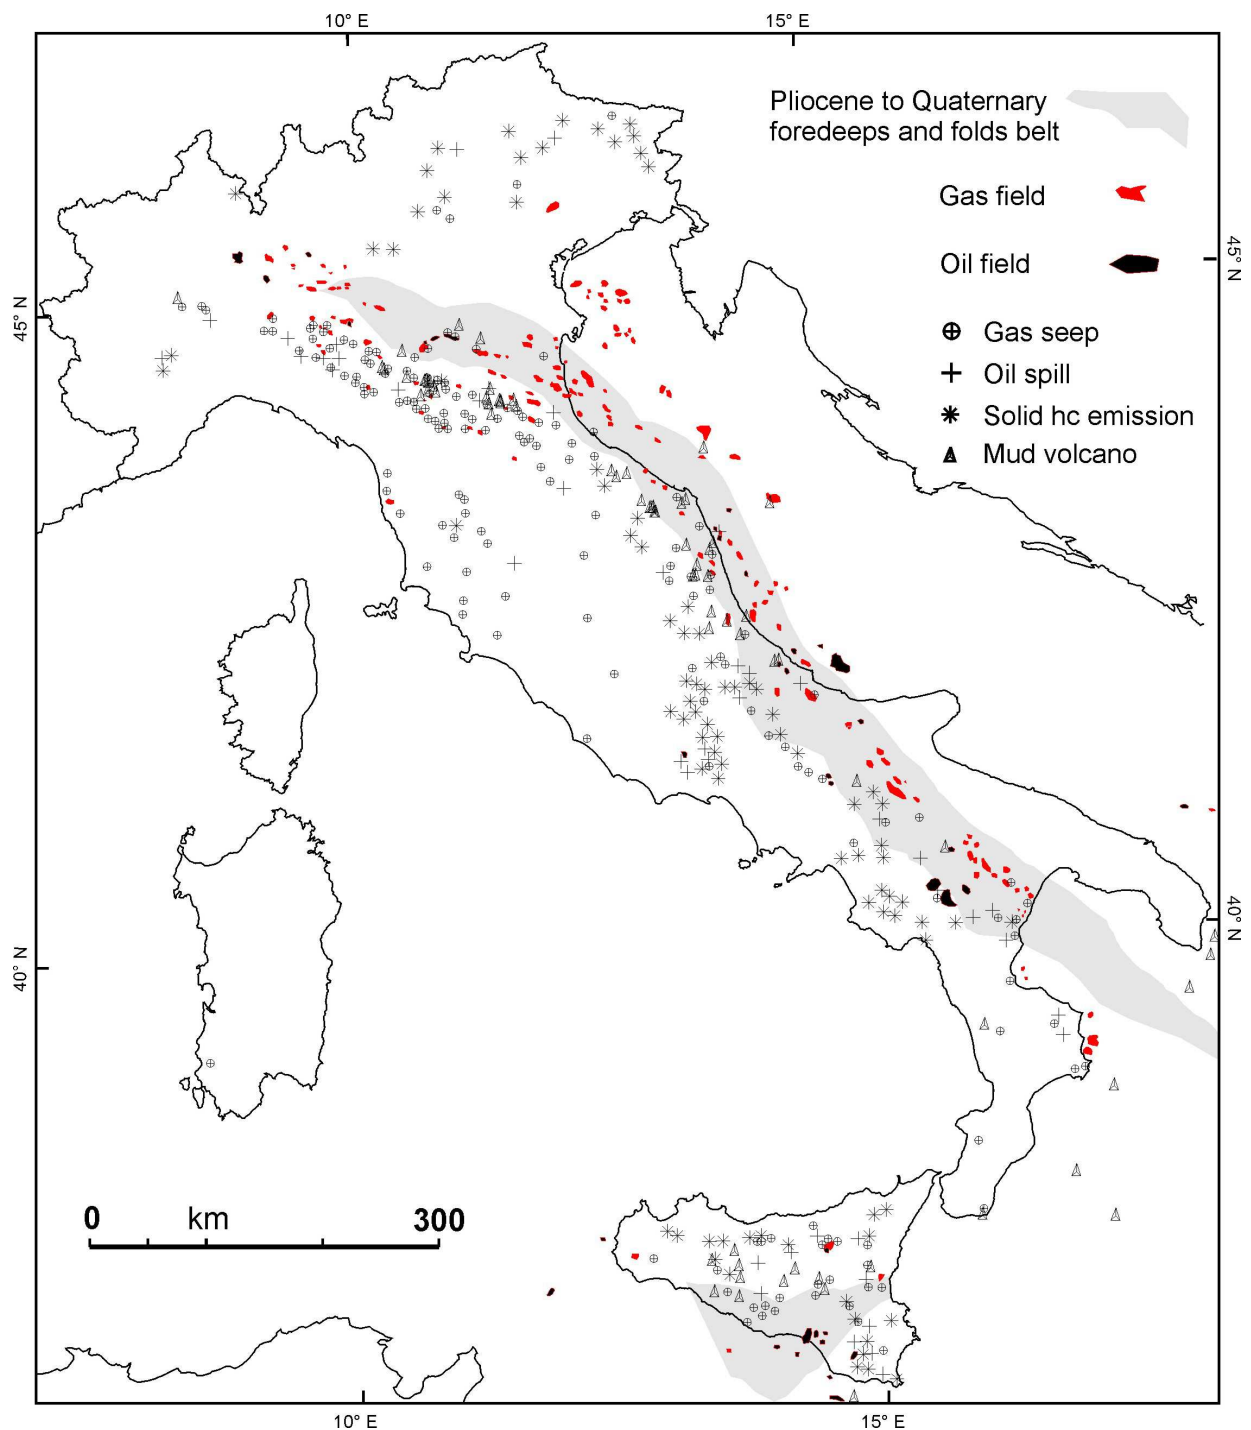 10° E
15° E
Pliocene to Quaternary
foredeeps and folds belt
Gas field
Oil field
Gas seep
Oil spill
Solid hc emission
Mud volcano
45° N
45° N
40° N
40° N
0 km 300
10° E
15° E